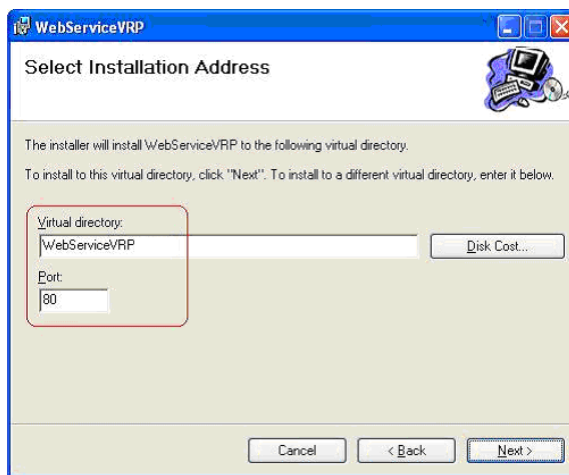 WebServiceVRP
Select Installation Address
The installer will install WebServiceVRP to the following virtual directory.
To install to this virtual directory, click "Next". To install to a different virtual directory, enter it below.
Virtual directory:
WebServiceVRP
Disk Cost...
Port:
80
Cancel
< Back
Next >